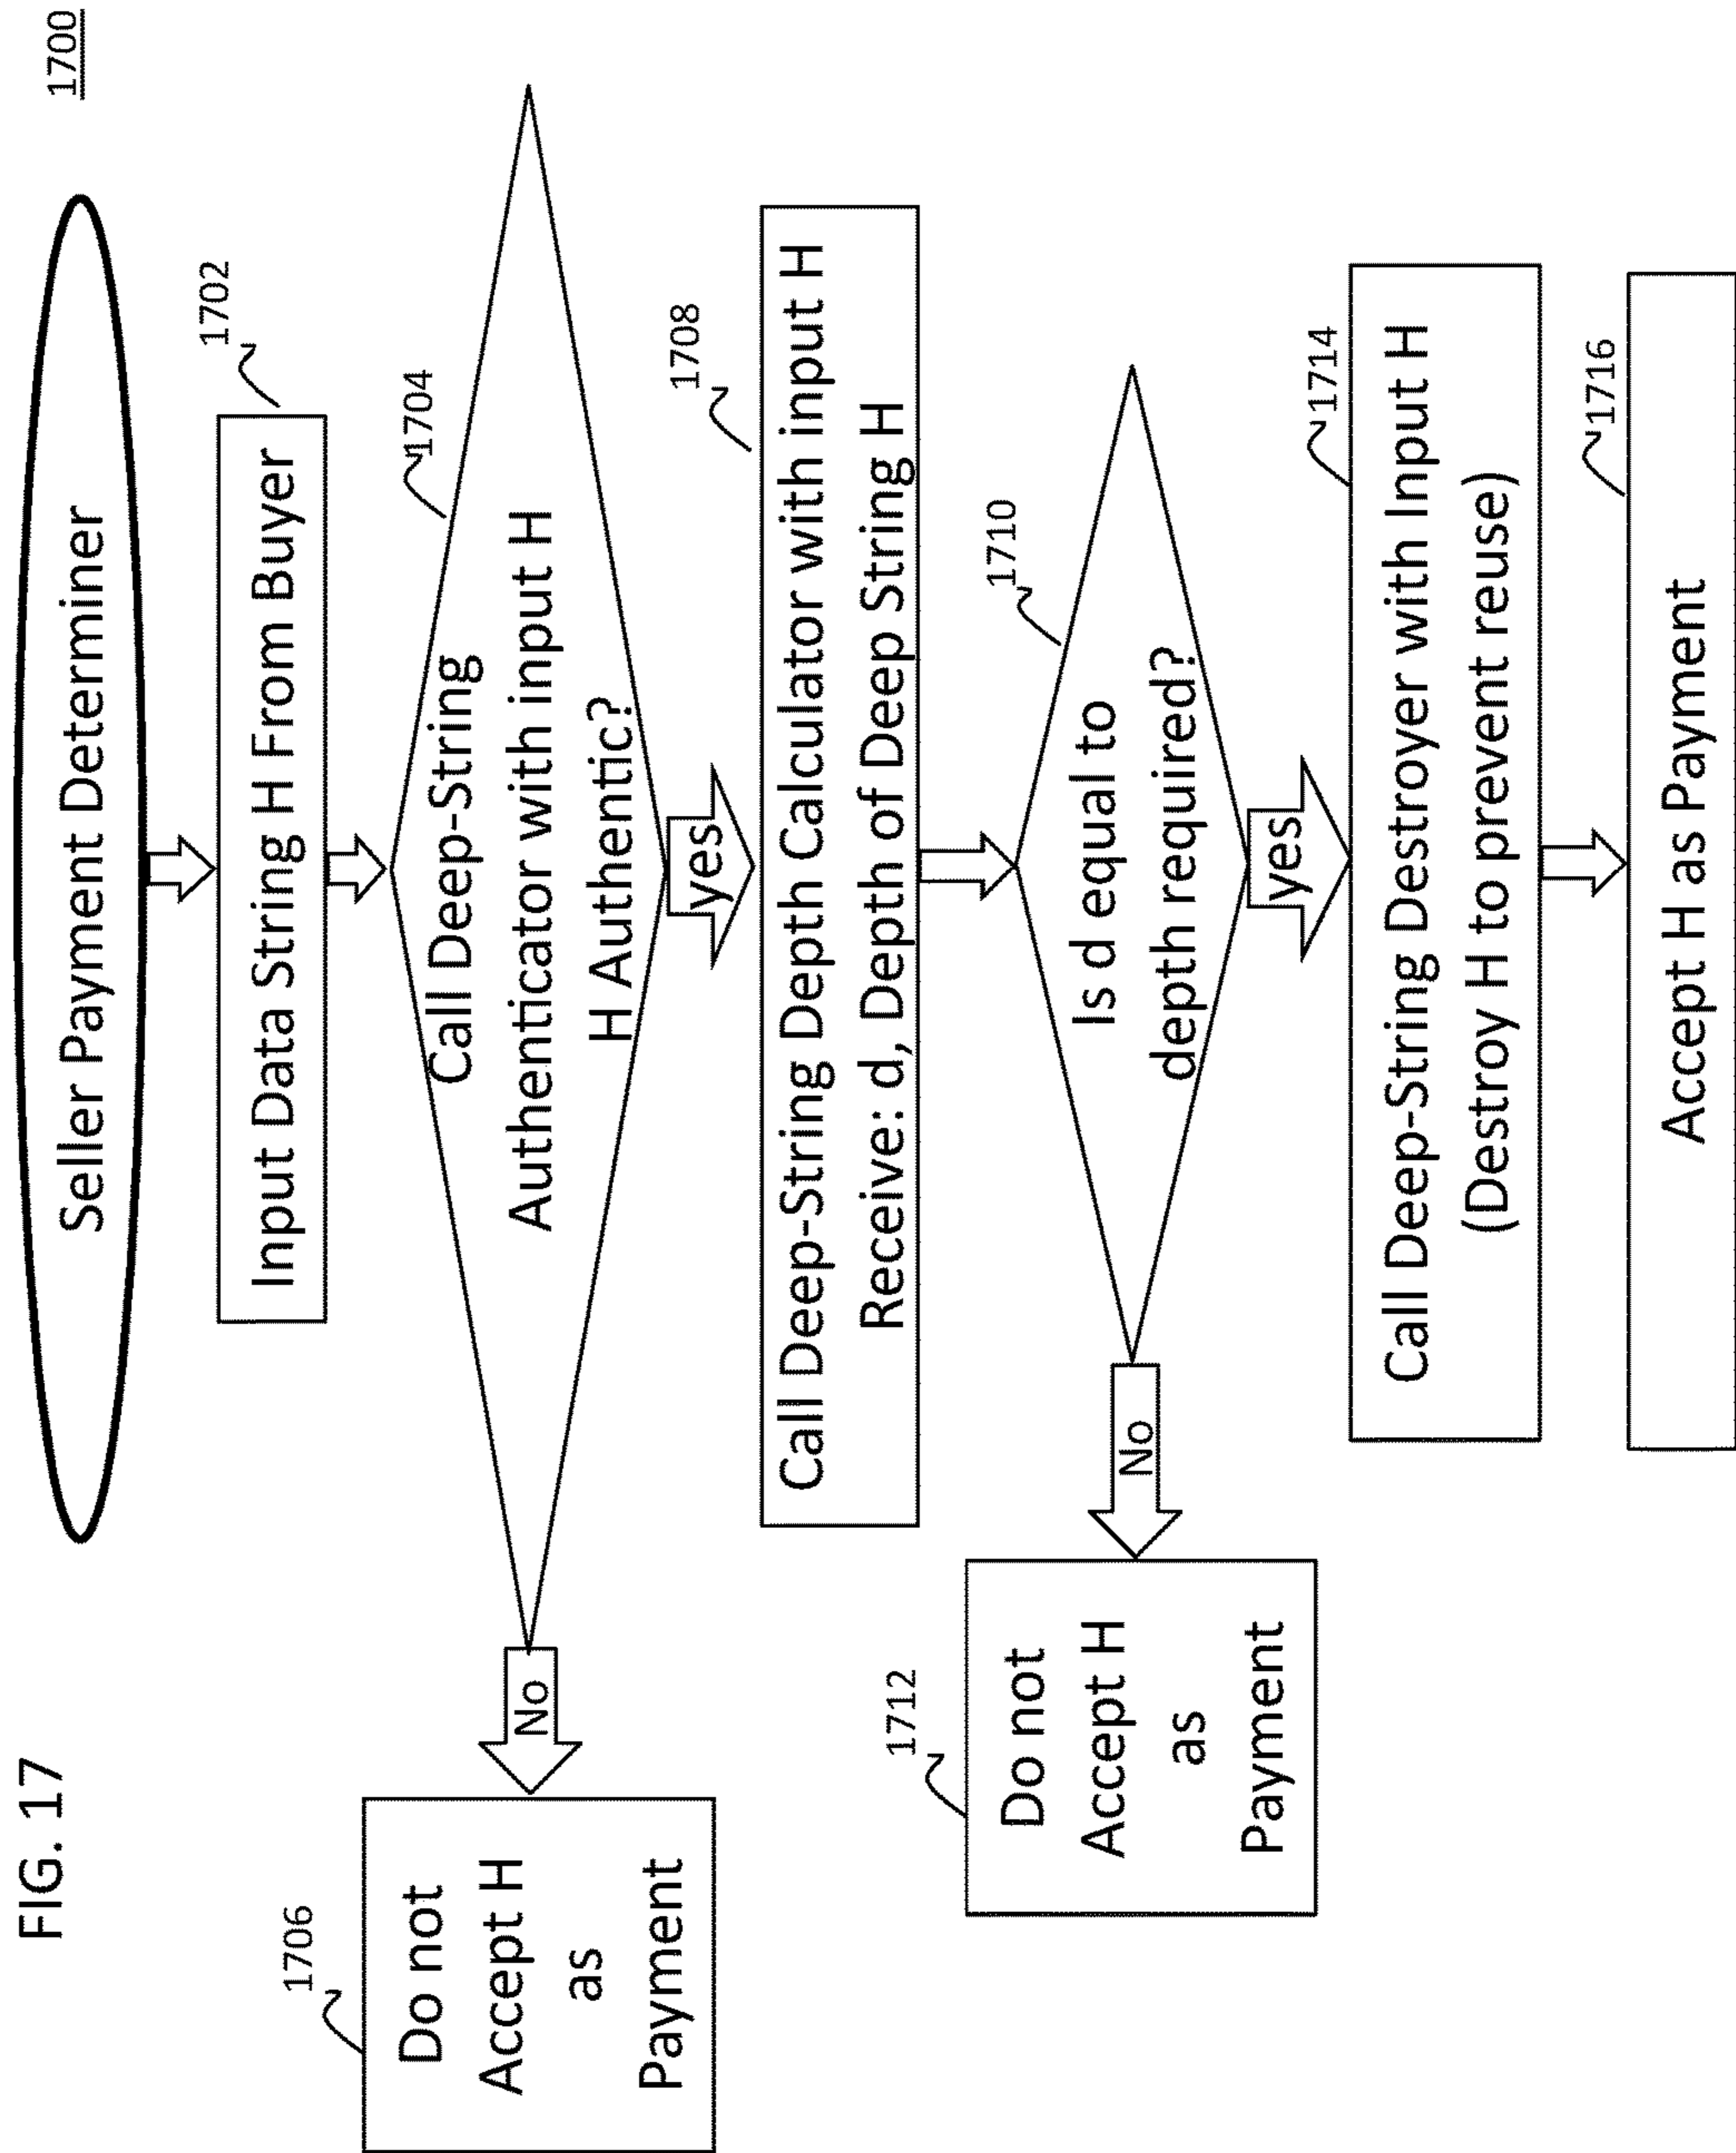 FIG. 17
1700
Seller Payment Determiner
Input Data String H From Buyer
1702
Call Deep-String
Authenticator with input H
H Authentic?
1704
No
Do not
Accept H
as
Payment
1706
yes
Call Deep-String Depth Calculator with input H
Receive: d, Depth of Deep String H
1708
Is d equal to
depth required?
1710
No
Do not
Accept H
as
Payment
1712
yes
Call Deep-String Destroyer with Input H
(Destroy H to prevent reuse)
1714
Accept H as Payment
1716